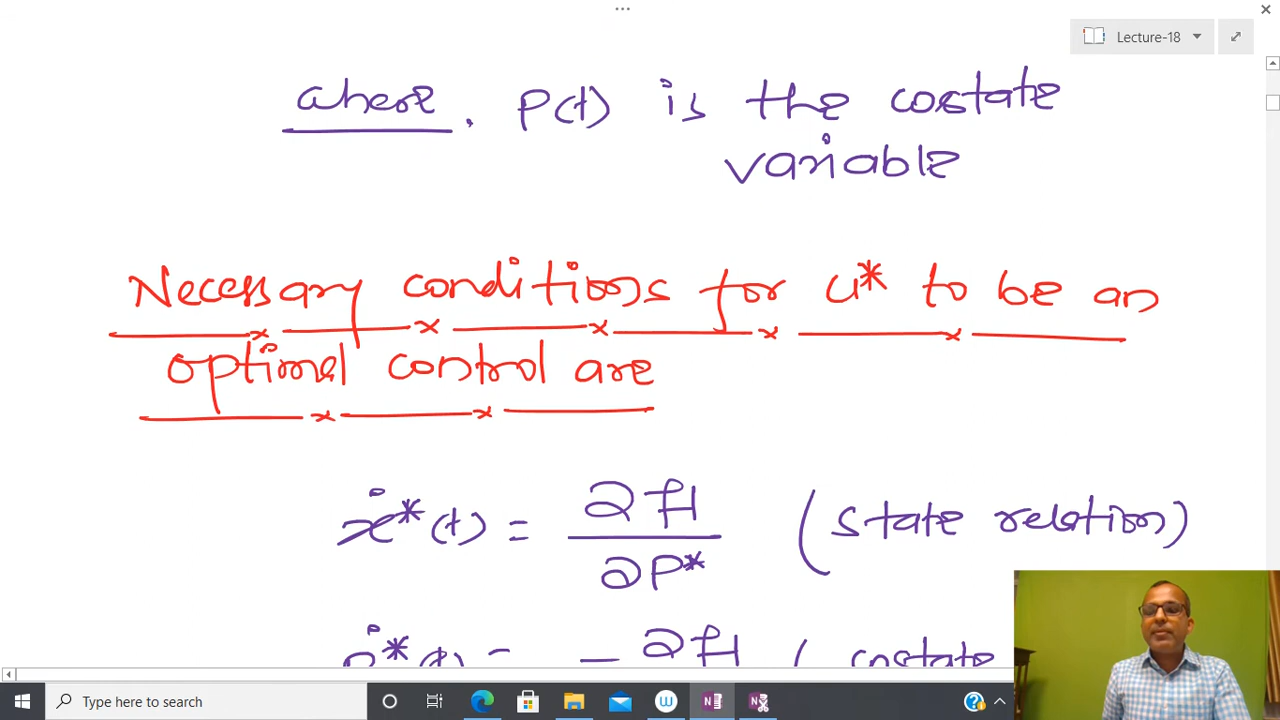 ...
Lecture-18
where. P(t) is the costate
variable
Necessary conditions for u* to be an
optimal control are
ẋ*(t) = ∂ℋ/∂P* (state relation)
ṗ*(t) = -∂ℋ (costate
Type here to search